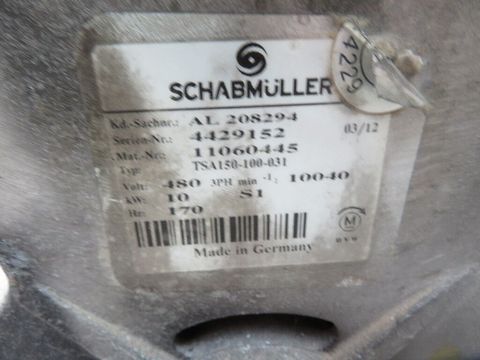 SCHABMÜLLER
4229
Kd.-Sachnr.: AL 208294
Serien-Nr.: 4429152 03/12
Mat.-Nr.: 11060445
Typ: TSA150-100-031
Volt: 480 3PH min -1: 10040
kW: 10 S1
Hz: 170
M
Made in Germany